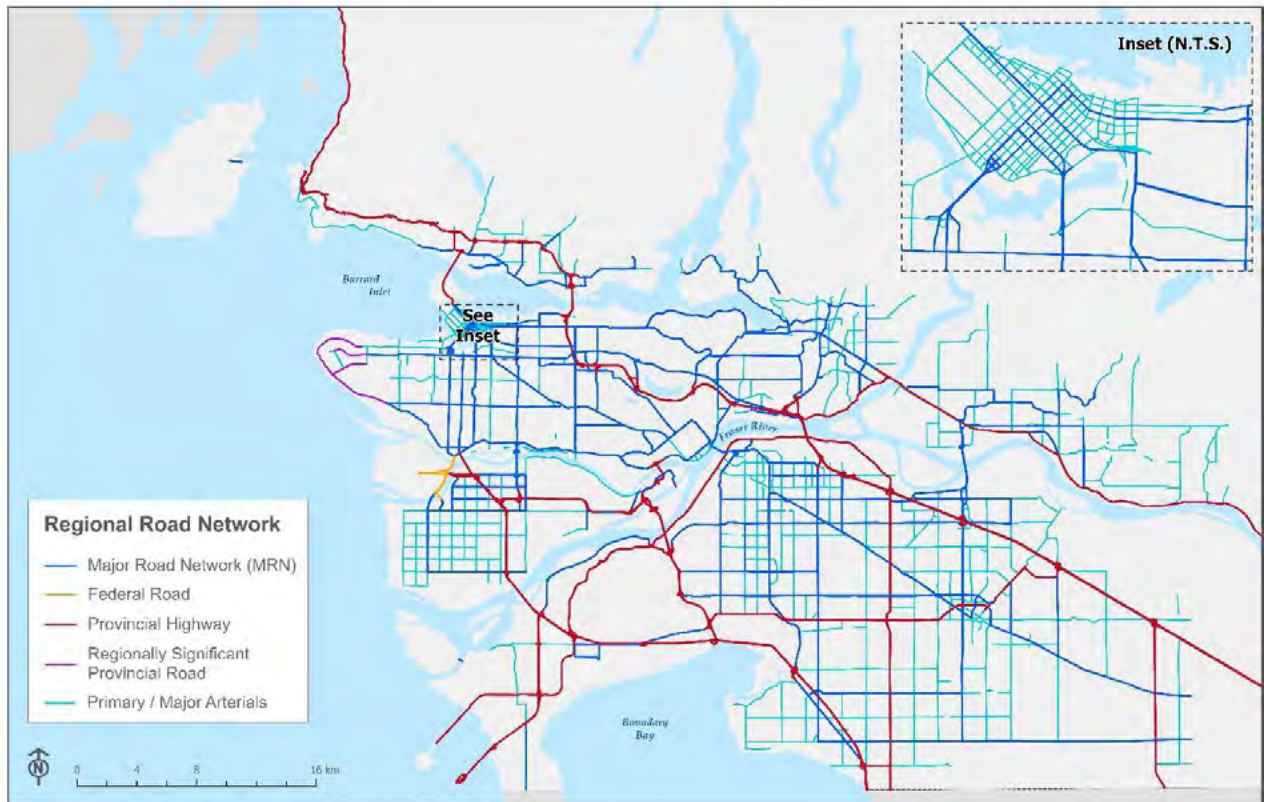 Inset (N.T.S.)
Burrard
Inlet
See
Inset
Fraser River
Regional Road Network
Major Road Network (MRN)
Federal Road
Provincial Highway
Regionally Significant
Provincial Road
Primary / Major Arterials
Boundary
Bay
N
0 4 8 16 km